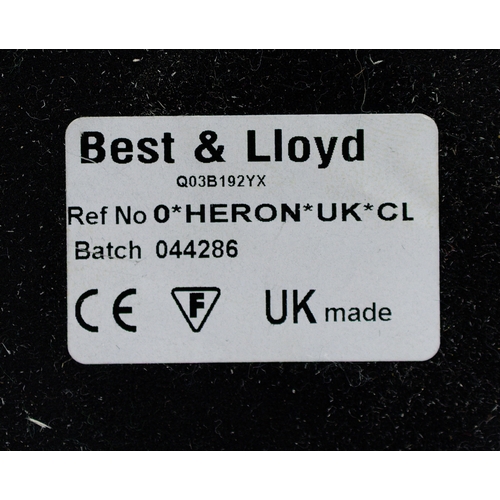 Best & Lloyd
Q03B192YX
Ref No 0*HERON*UK*CL
Batch 044286
CE F UK made